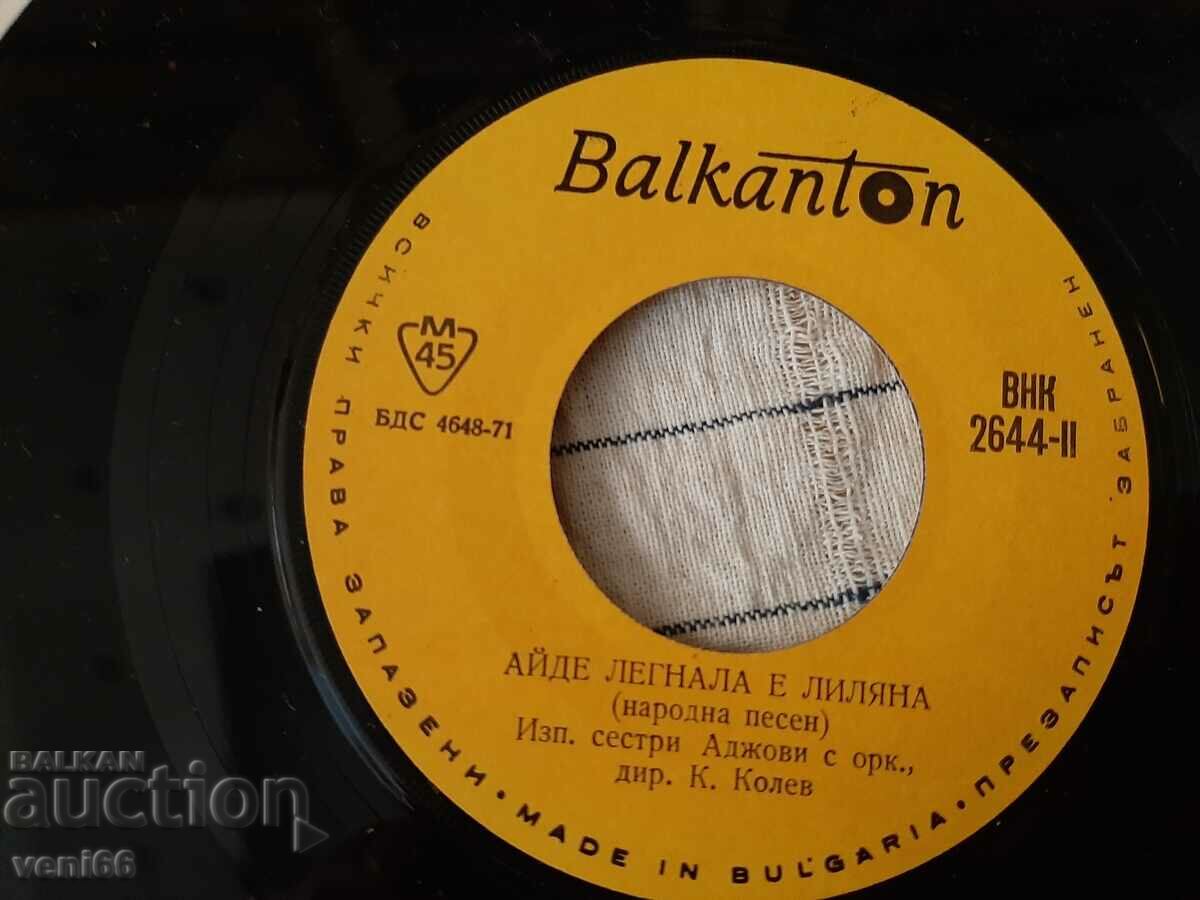 Balkanton
М
45
БДС 4648-71
ВНК
2644-II
АЙДЕ ЛЕГНАЛА Е ЛИЛЯНА
(народна песен)
Изп. сестри Аджови с орк.,
дир. К. Колев
ВСИЧКИ ПРАВА ЗАПАЗЕНИ • MADE IN BULGARIA • ПРЕЗАПИСЪТ ЗАБРАНЕН
BALKAN
auction
veni66